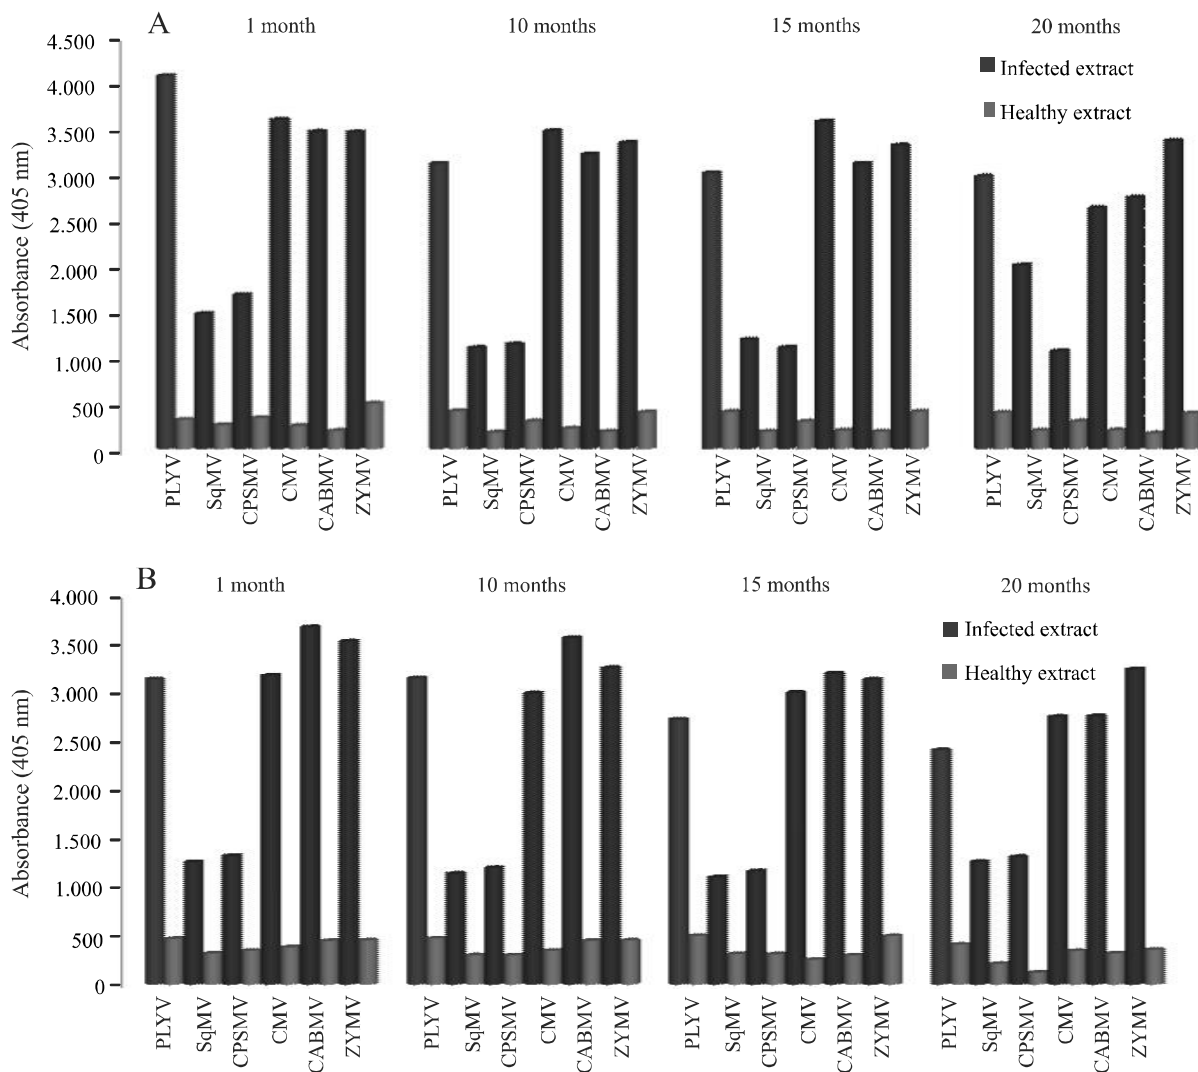 A
1 month
10 months
15 months
20 months
Infected extract
Healthy extract
Absorbance (405 nm)
4.500
4.000
3.500
3.000
2.500
2.000
1.500
1.000
500
0
PLYV
SqMV
CPSMV
CMV
CABMV
ZYMV
PLYV
SqMV
CPSMV
CMV
CABMV
ZYMV
PLYV
SqMV
CPSMV
CMV
CABMV
ZYMV
PLYV
SqMV
CPSMV
CMV
CABMV
ZYMV
B
1 month
10 months
15 months
20 months
Infected extract
Healthy extract
Absorbance (405 nm)
4.000
3.500
3.000
2.500
2.000
1.500
1.000
500
0
PLYV
SqMV
CPSMV
CMV
CABMV
ZYMV
PLYV
SqMV
CPSMV
CMV
CABMV
ZYMV
PLYV
SqMV
CPSMV
CMV
CABMV
ZYMV
PLYV
SqMV
CPSMV
CMV
CABMV
ZYMV